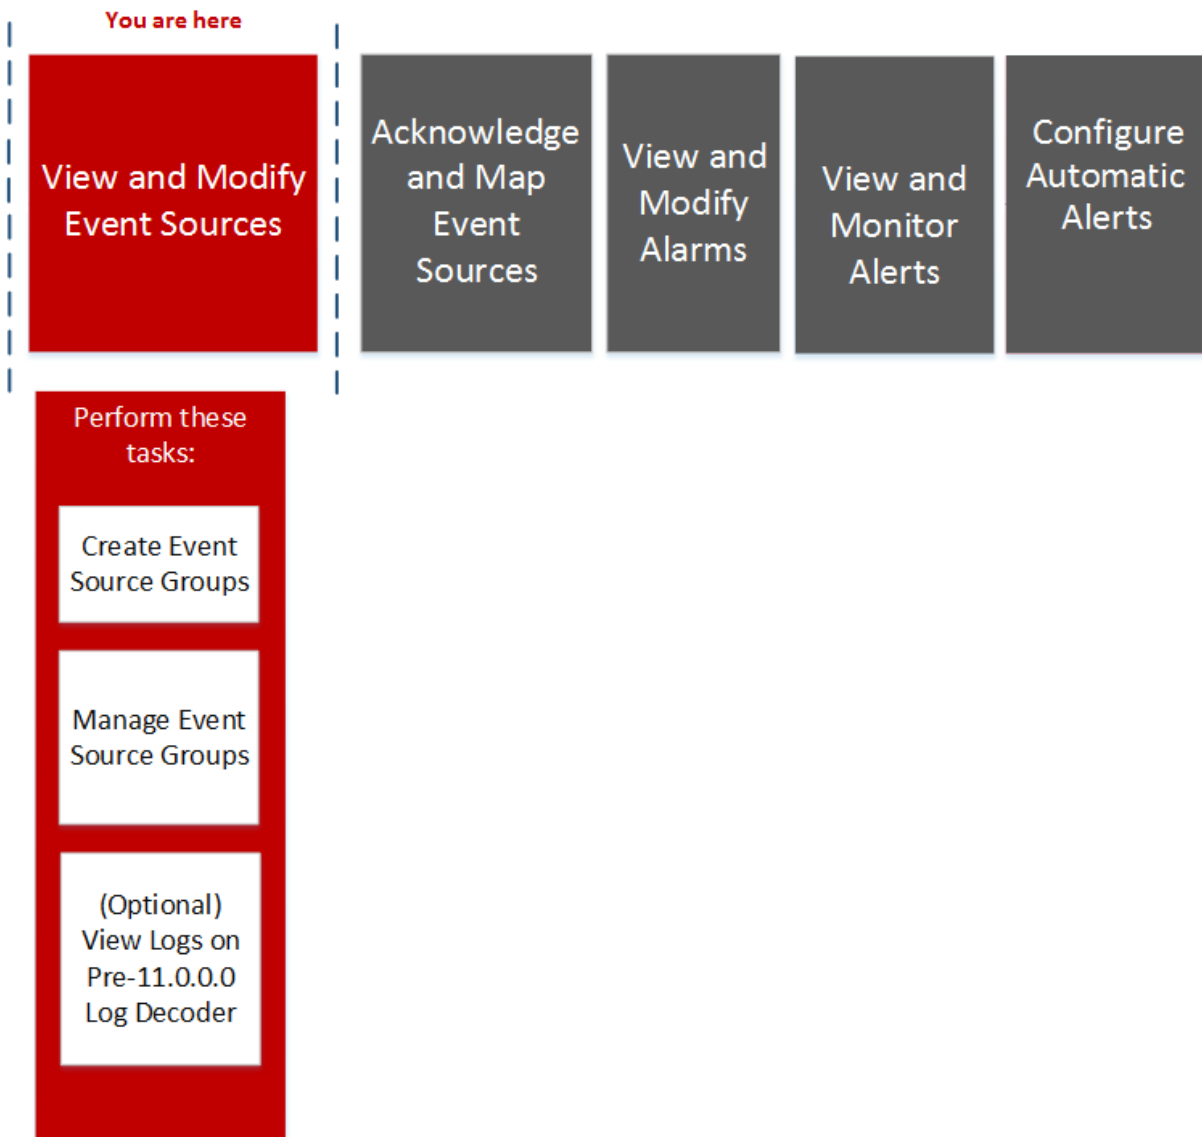 You are here
View and Modify
Event Sources
Acknowledge
and Map
Event
Sources
View and
Modify
Alarms
View and
Monitor
Alerts
Configure
Automatic
Alerts
Perform these
tasks:
Create Event
Source Groups
Manage Event
Source Groups
(Optional)
View Logs on
Pre-11.0.0.0
Log Decoder